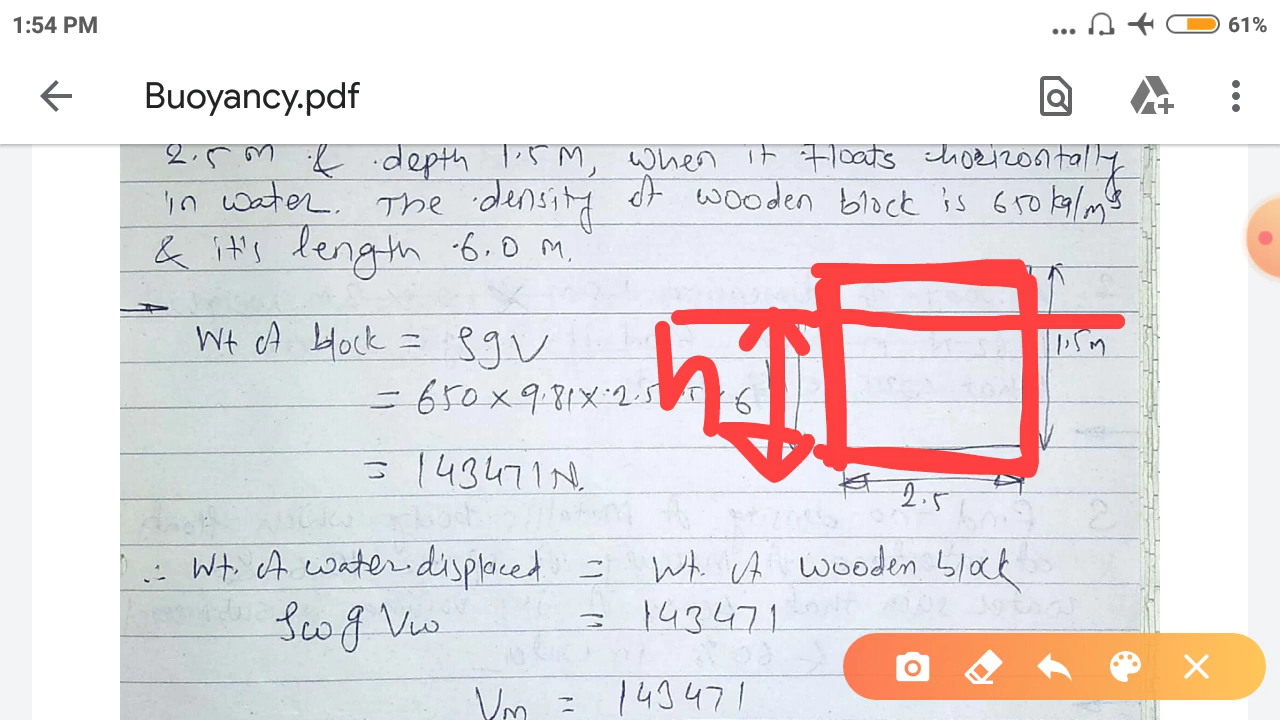 1:54 PM
... 61%
Buoyancy.pdf
2.5 m & depth 1.5 m, when it floats horizontally
in water. The density of wooden block is 650 kg/m³
& it's length 6.0 m.
Wt of block = ρgV
= 650 × 9.81 × 2.5 6
= 143471 N.
h
1.5m
2.5
∴ Wt. of water displaced = Wt. of wooden block
ρw g Vw = 143471
= 143471